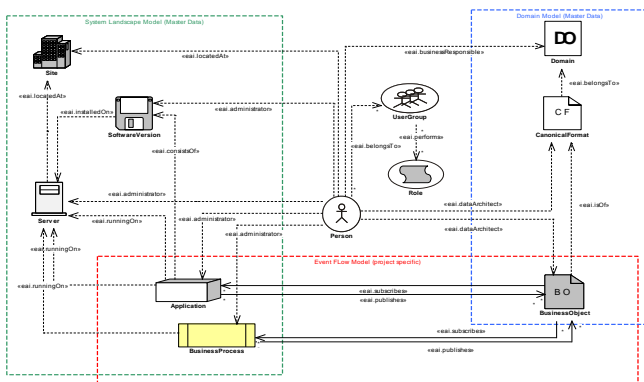 System Landscape Model (Master Data)
Domain Model (Master Data)
DO
«eai.locatedAt»
«eai.businessResponsible»
Site
Domain
«eai.locatedAt»
«eai.installedOn»
«eai.belongsTo»
«eai.administrator»
CF
UserGroup
SoftwareVersion
CanonicalFormat
«eai.performs»
«eai.consistsOf»
«eai.belongsTo»
Role
«eai.administrator»
«eai.dataArchitect»
«eai.isOf»
Server
«eai.runningOn»
«eai.administrator»
«eai.dataArchitect»
Person
«eai.administrator»
«eai.runningOn»
Event FLow Model (project specific)
«eai.runningOn»
«eai.subscribes»
BO
«eai.publishes»
Application
BusinessObject
«eai.subscribes»
BusinessProcess
«eai.publishes»